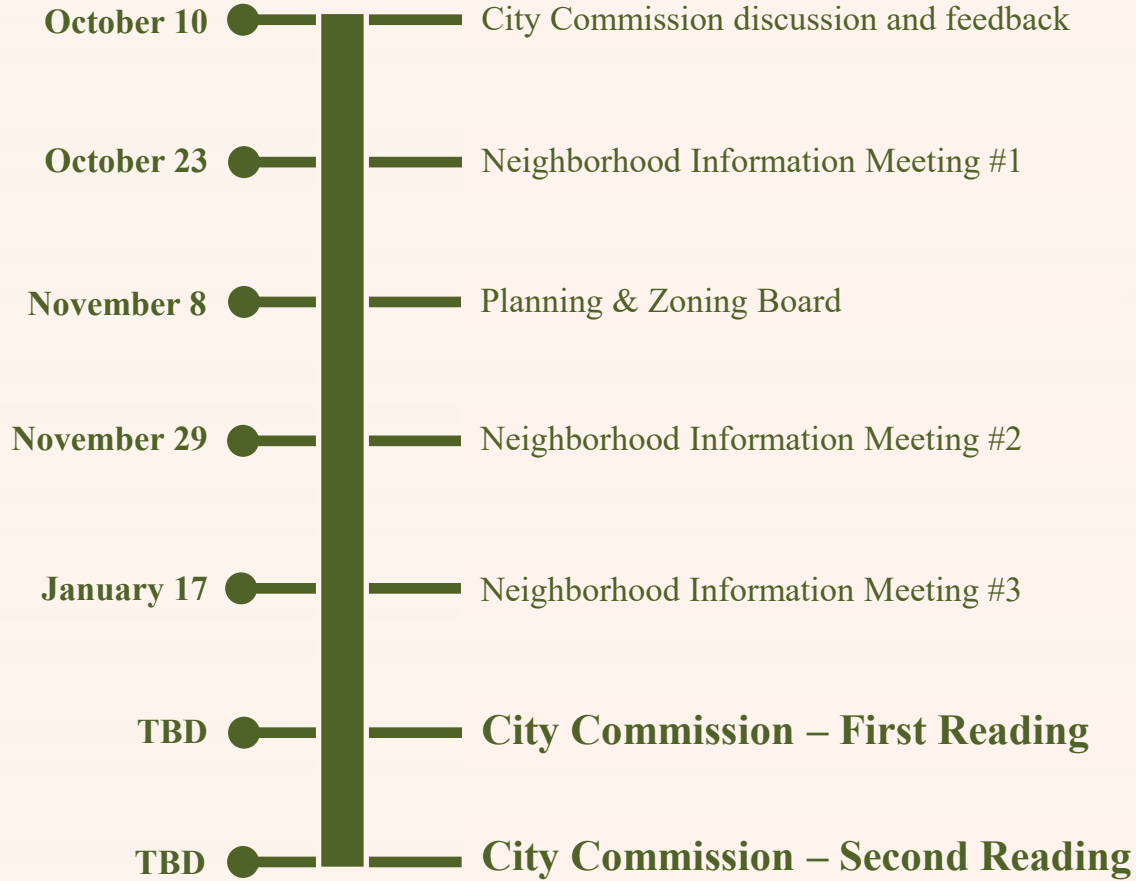 October 10 City Commission discussion and feedback
October 23 Neighborhood Information Meeting #1
November 8 Planning & Zoning Board
November 29 Neighborhood Information Meeting #2
January 17 Neighborhood Information Meeting #3
TBD City Commission – First Reading
TBD City Commission – Second Reading